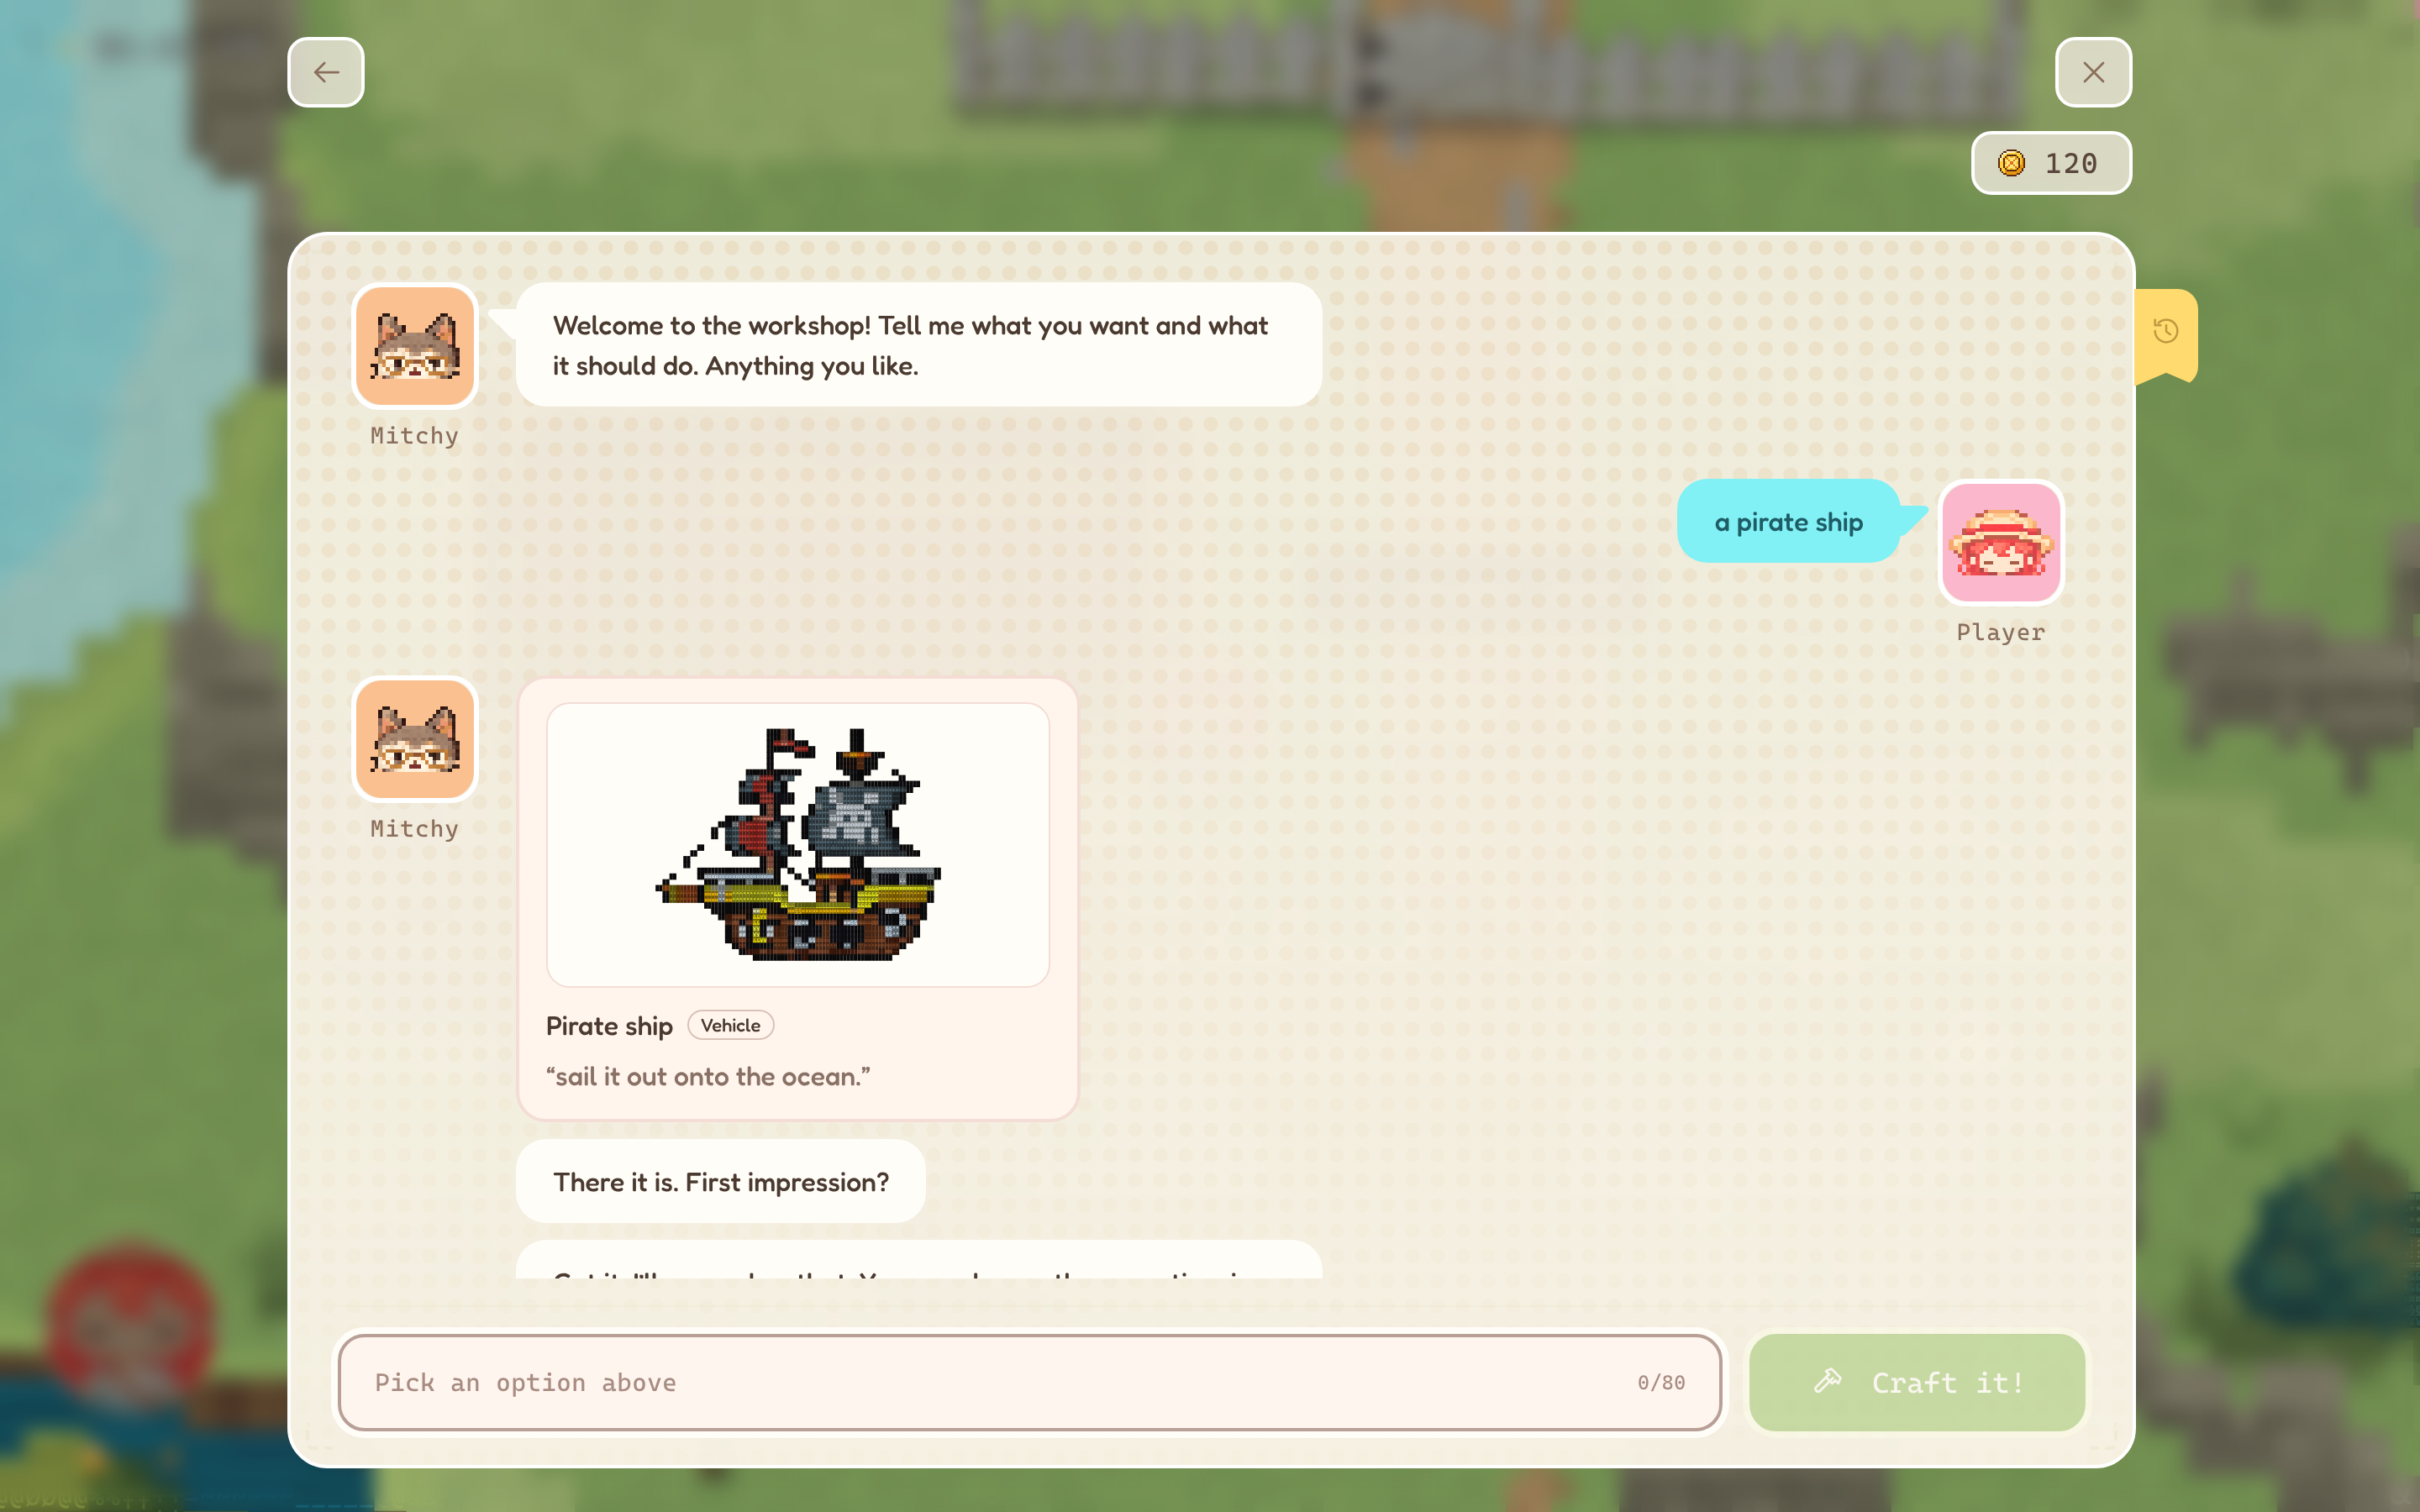 120
Welcome to the workshop! Tell me what you want and what
it should do. Anything you like.
Mitchy
a pirate ship
Player
Mitchy
Pirate ship
Vehicle
“sail it out onto the ocean.”
There it is. First impression?
Pick an option above
0/80
Craft it!